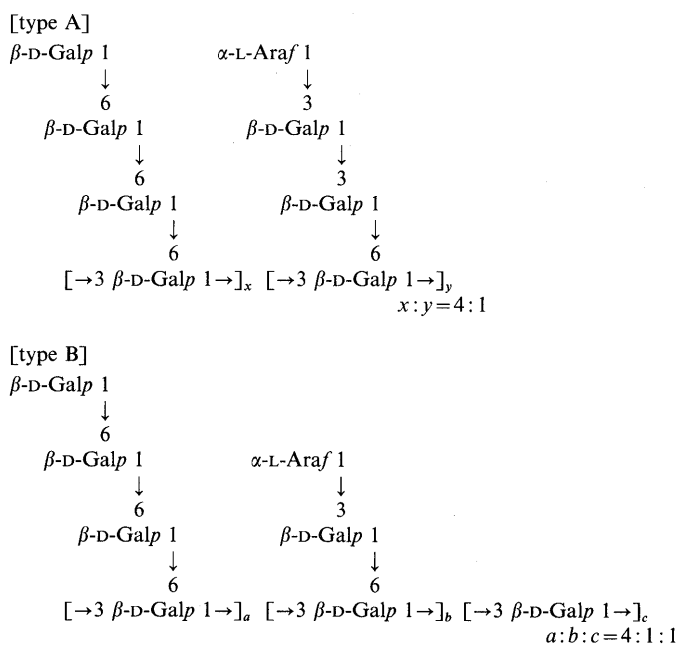 [type A]
β-D-Galp 1 α-L-Araf 1
↓ ↓
6 3
β-D-Galp 1 β-D-Galp 1
↓ ↓
6 3
β-D-Galp 1 β-D-Galp 1
↓ ↓
6 6
[→3 β-D-Galp 1→]x [→3 β-D-Galp 1→]y
x:y=4:1
[type B]
β-D-Galp 1
↓
6
β-D-Galp 1 α-L-Araf 1
↓ ↓
6 3
β-D-Galp 1 β-D-Galp 1
↓ ↓
6 6
[→3 β-D-Galp 1→]a [→3 β-D-Galp 1→]b [→3 β-D-Galp 1→]c
a:b:c=4:1:1